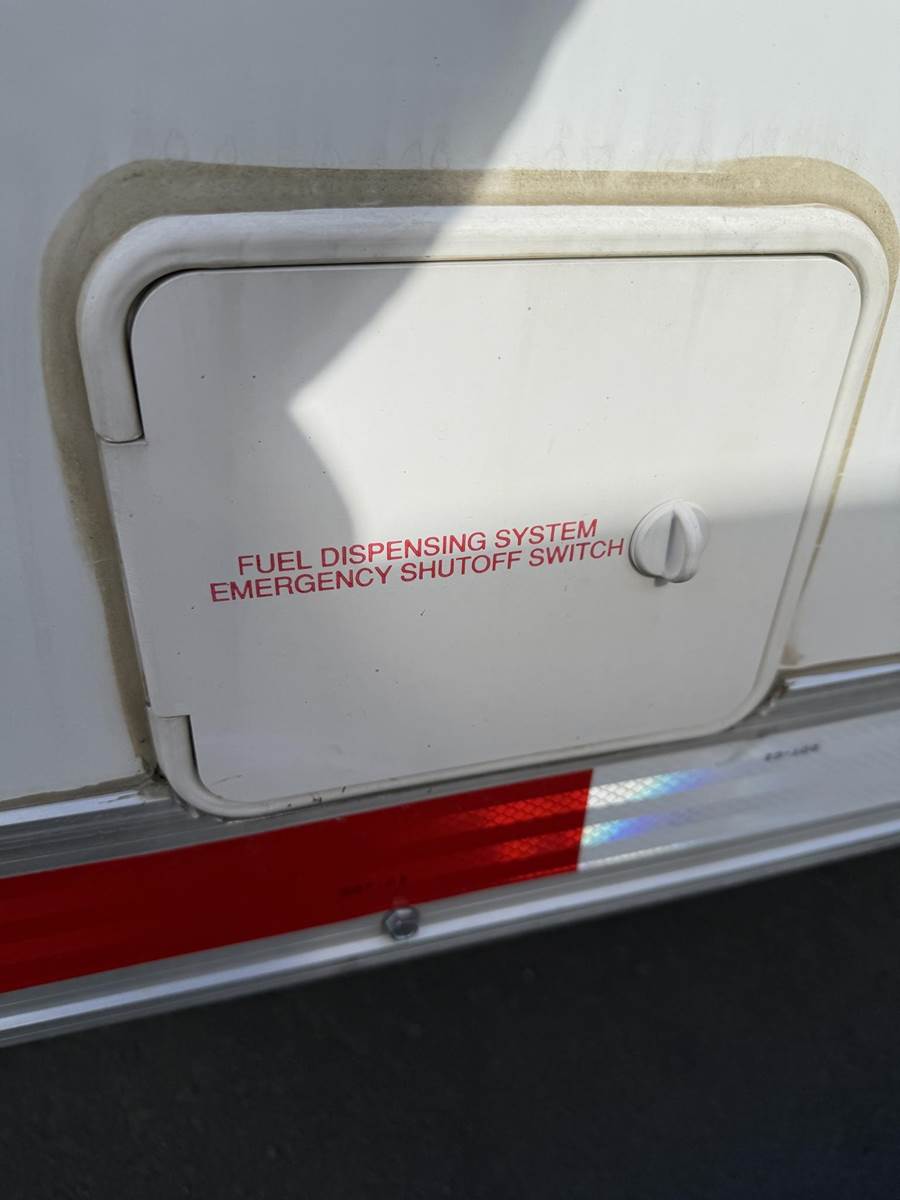 FUEL DISPENSING SYSTEM
EMERGENCY SHUTOFF SWITCH